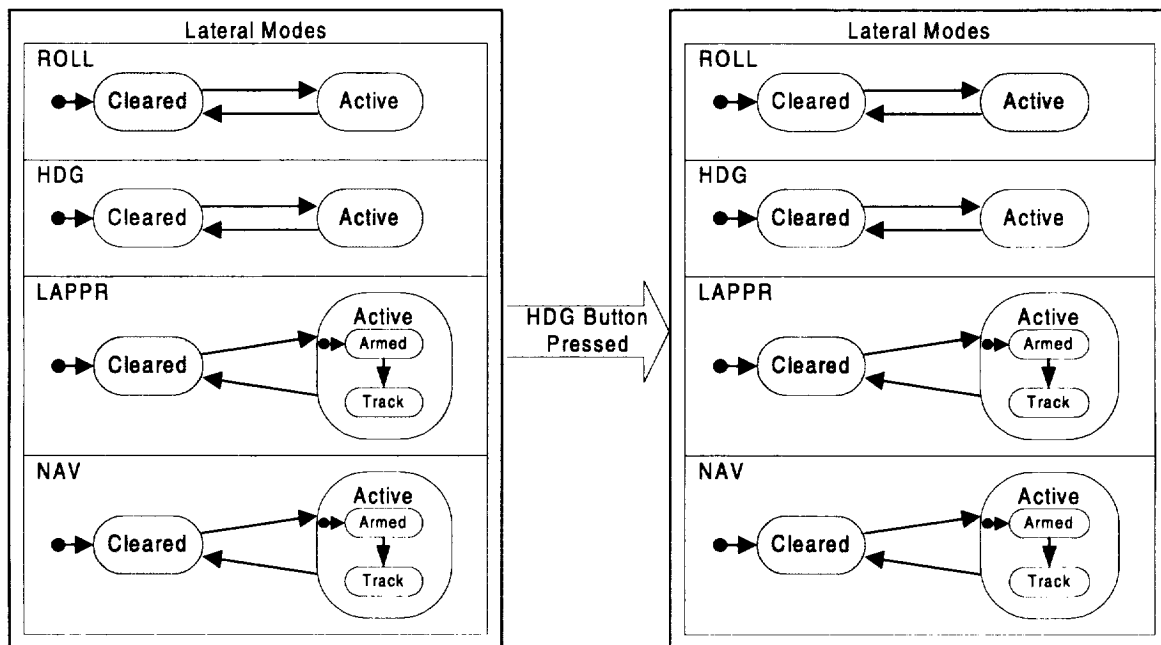 Lateral Modes
ROLL
Cleared
Active
HDG
Cleared
Active
LAPPR
Cleared
Active
Armed
Track
NAV
Cleared
Active
Armed
Track
HDG Button
Pressed
Lateral Modes
ROLL
Cleared
Active
HDG
Cleared
Active
LAPPR
Cleared
Active
Armed
Track
NAV
Cleared
Active
Armed
Track